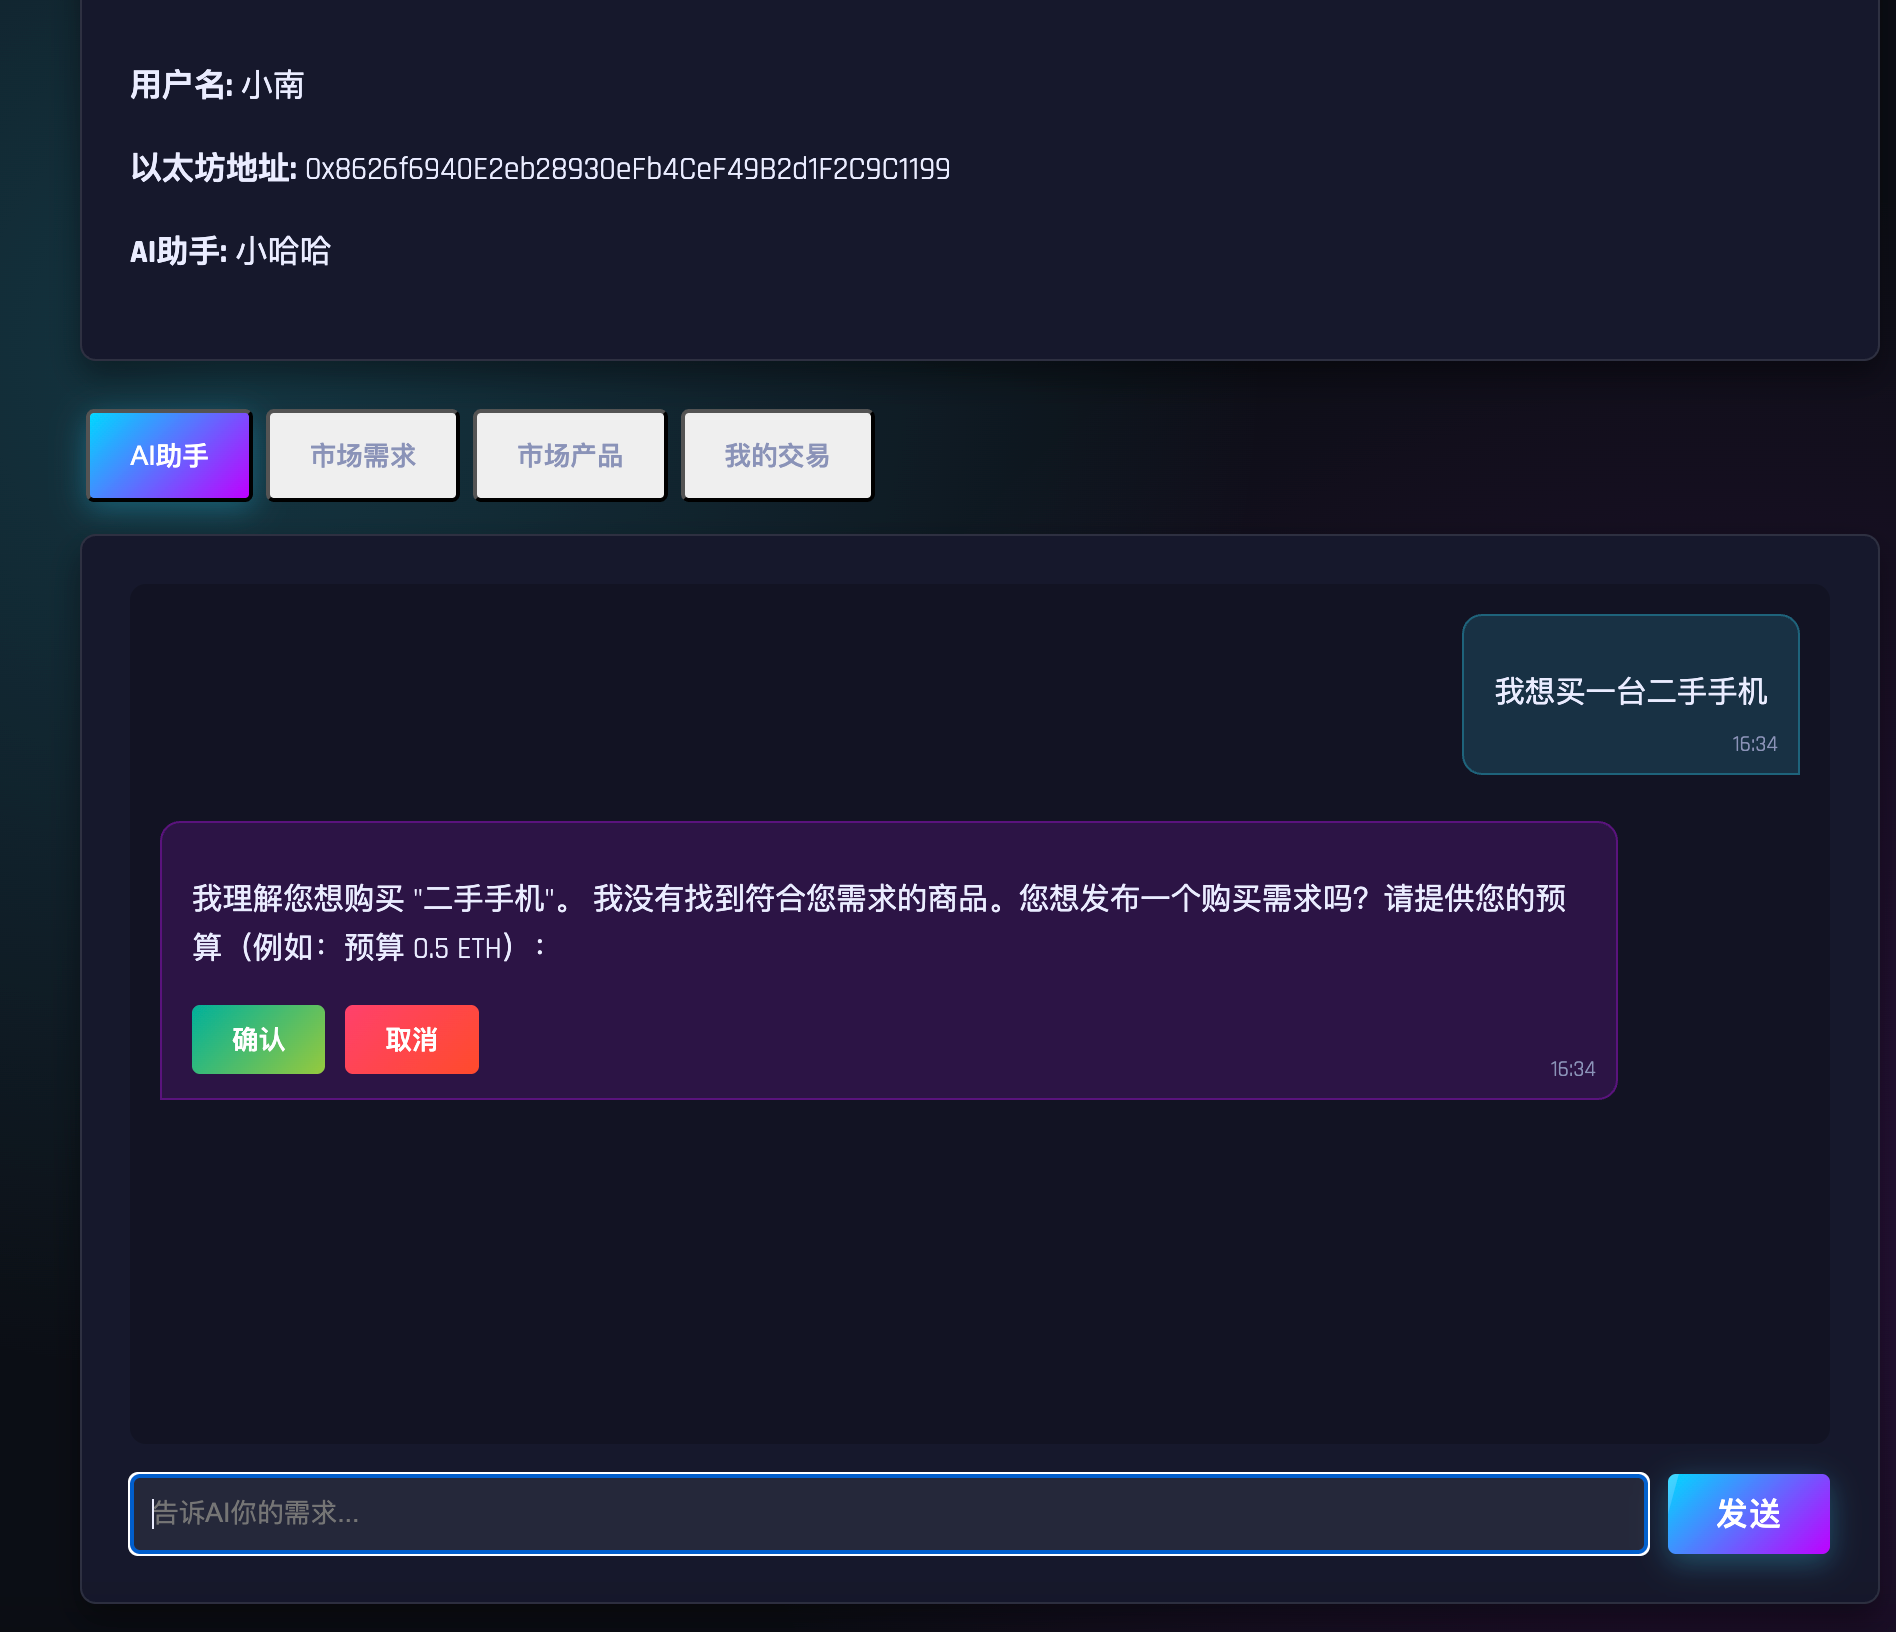 用户名: 小南
以太坊地址: 0x8626f6940E2eb28930eFb4CeF49B2d1F2C9C1199
AI助手: 小哈哈
AI助手 市场需求 市场产品 我的交易
我想买一台二手手机
16:34
我理解您想购买 "二手手机"。 我没有找到符合您需求的商品。您想发布一个购买需求吗？请提供您的预
算（例如：预算 0.5 ETH）：
确认 取消
16:34
告诉AI你的需求... 发送